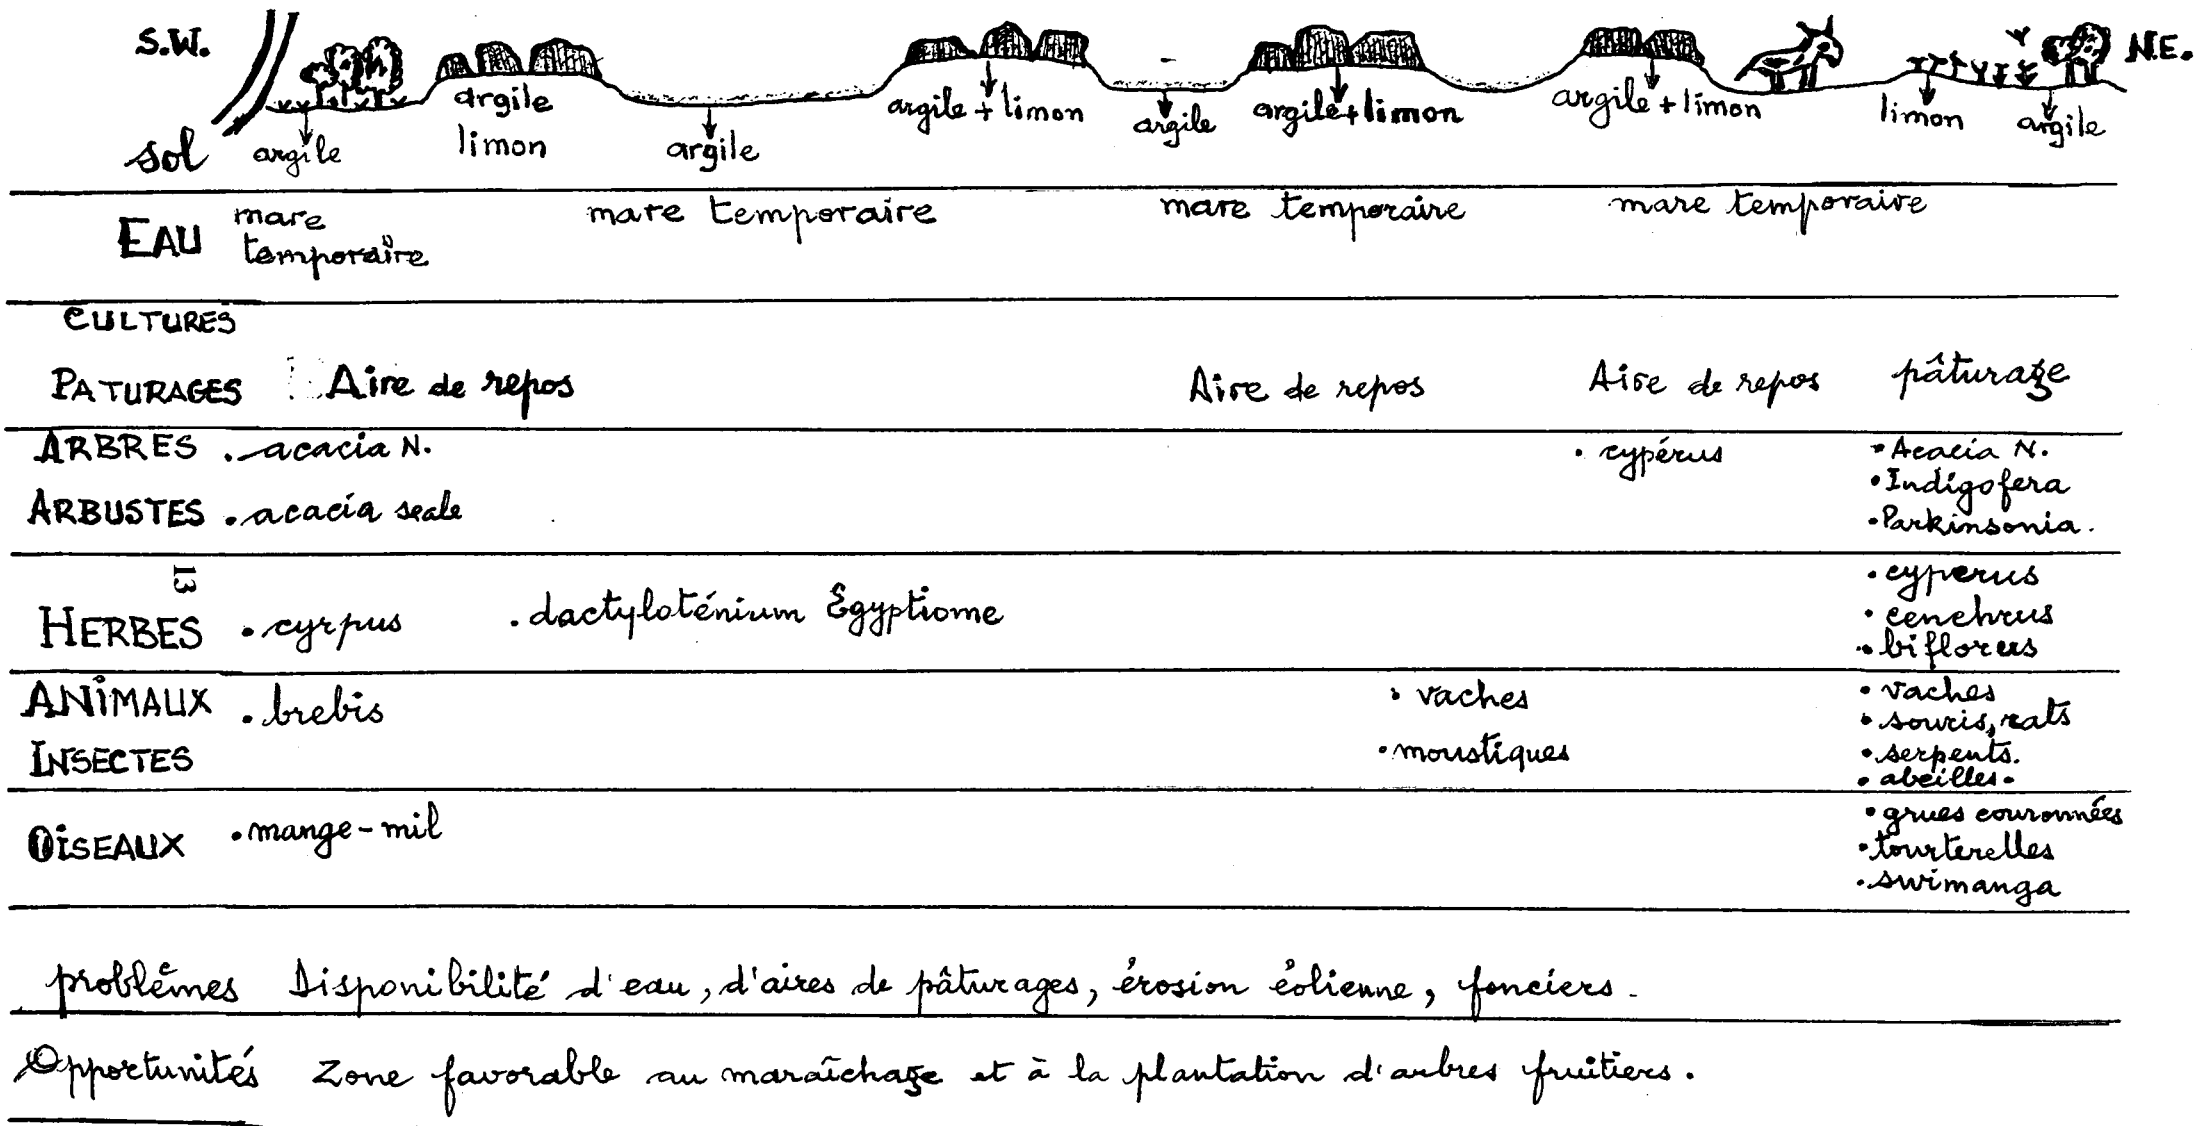 S.W. N.E.
sol argile argile limon argile argile + limon argile argile + limon argile + limon limon argile
EAU mare temporaire mare temporaire mare temporaire mare temporaire
CULTURES
PATURAGES Aire de repos Aire de repos Aire de repos pâturage
ARBRES . acacia N. . cypérus . Acacia N.
. Indigofera
ARBUSTES . acacia seale . Parkinsonia.
13
. cyperus
HERBES . cyrpus . dactyloténium Egyptiome . cenchrus
. biflorus
ANIMAUX . brebis . vaches . vaches
. souris, rats
INSECTES . moustiques . serpents.
. abeilles.
OISEAUX . mange-mil . grues couronnées
. tourterelles
. swimanga
problèmes Disponibilité d'eau, d'aires de pâturages, érosion éolienne, fonciers.
Opportunités Zone favorable au maraîchage et à la plantation d'arbres fruitiers.